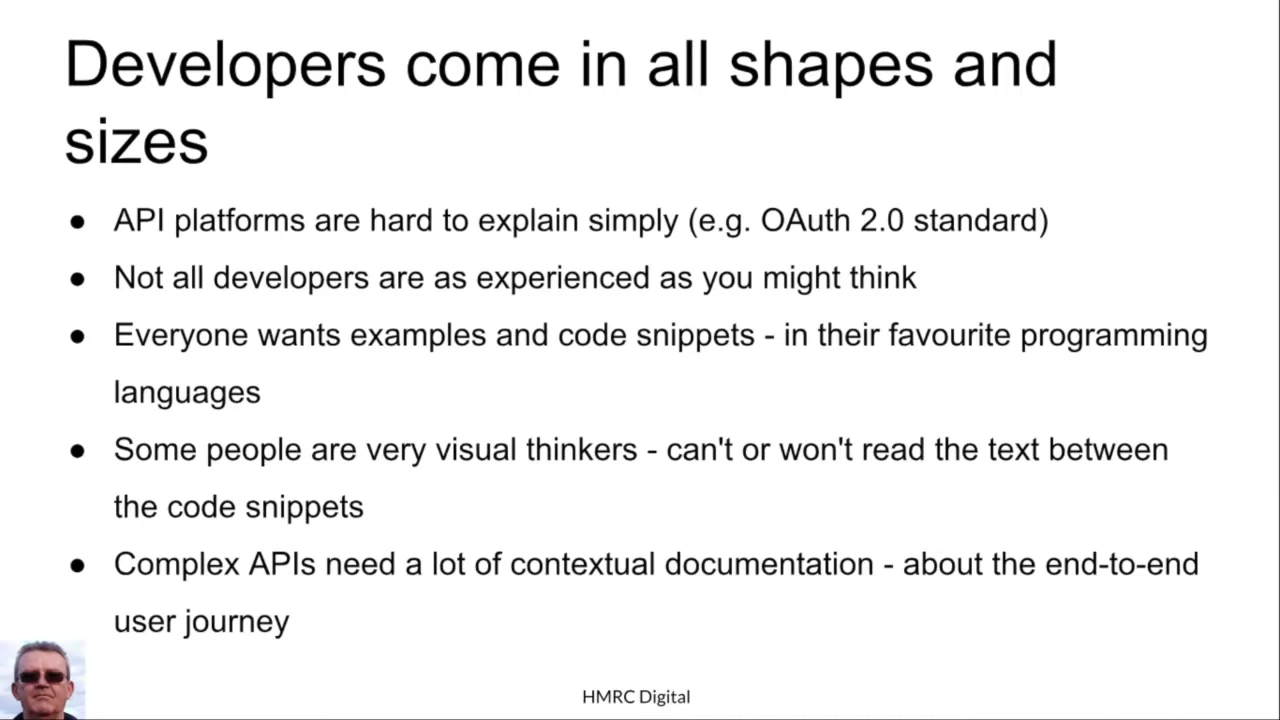 Developers come in all shapes and
sizes
● API platforms are hard to explain simply (e.g. OAuth 2.0 standard)
● Not all developers are as experienced as you might think
● Everyone wants examples and code snippets - in their favourite programming
languages
● Some people are very visual thinkers - can't or won't read the text between
the code snippets
● Complex APIs need a lot of contextual documentation - about the end-to-end
user journey
HMRC Digital